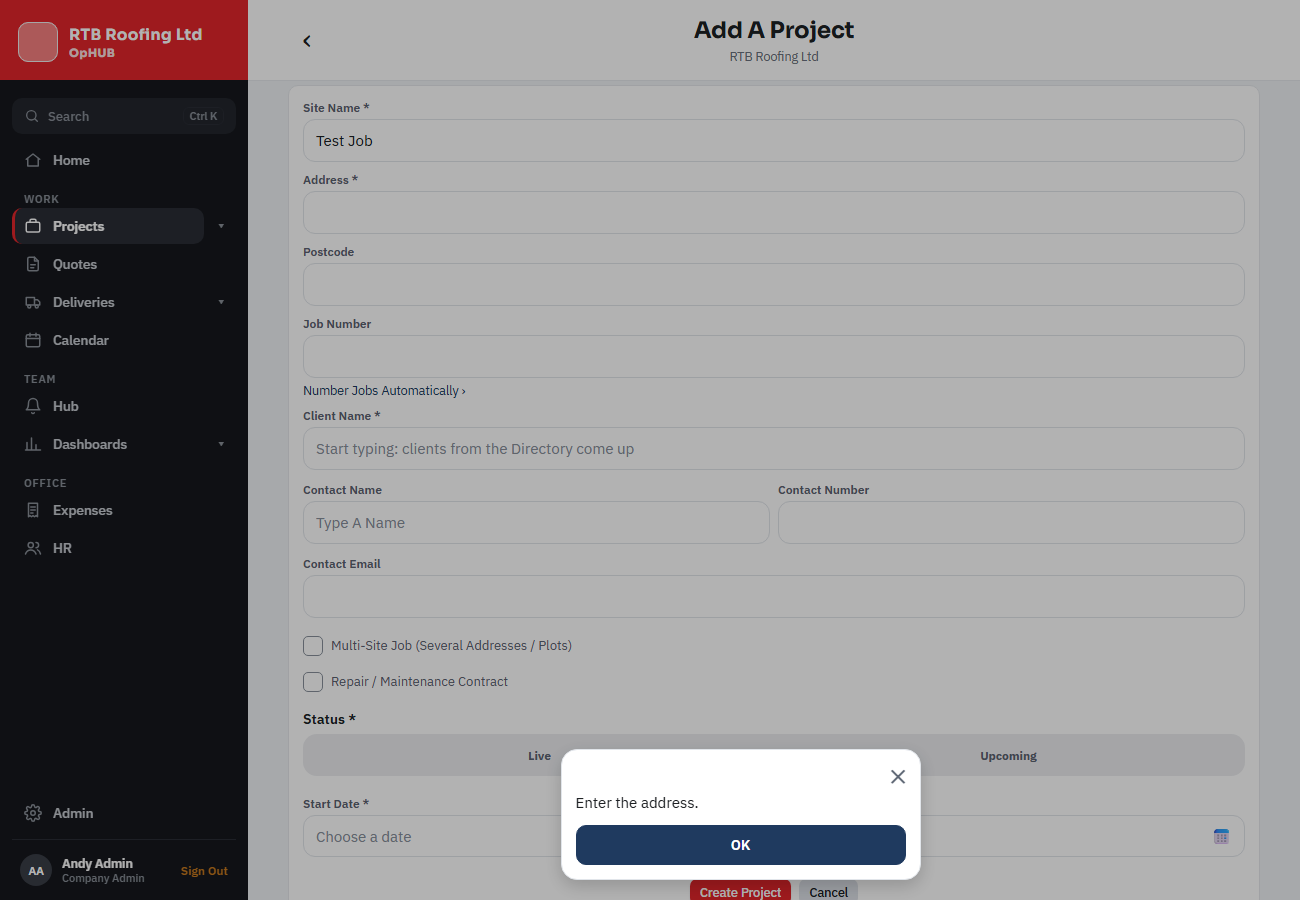 RTB Roofing Ltd
OpHUB
Search
Ctrl K
Home
WORK
Projects
Quotes
Deliveries
Calendar
TEAM
Hub
Dashboards
OFFICE
Expenses
HR
Admin
AA
Andy Admin
Company Admin
Sign Out
Add A Project
RTB Roofing Ltd
Site Name *
Test Job
Address *
Postcode
Job Number
Number Jobs Automatically ›
Client Name *
Start typing: clients from the Directory come up
Contact Name
Contact Number
Type A Name
Contact Email
Multi-Site Job (Several Addresses / Plots)
Repair / Maintenance Contract
Status *
Live
Upcoming
Start Date *
Choose a date
Enter the address.
OK
Create Project
Cancel